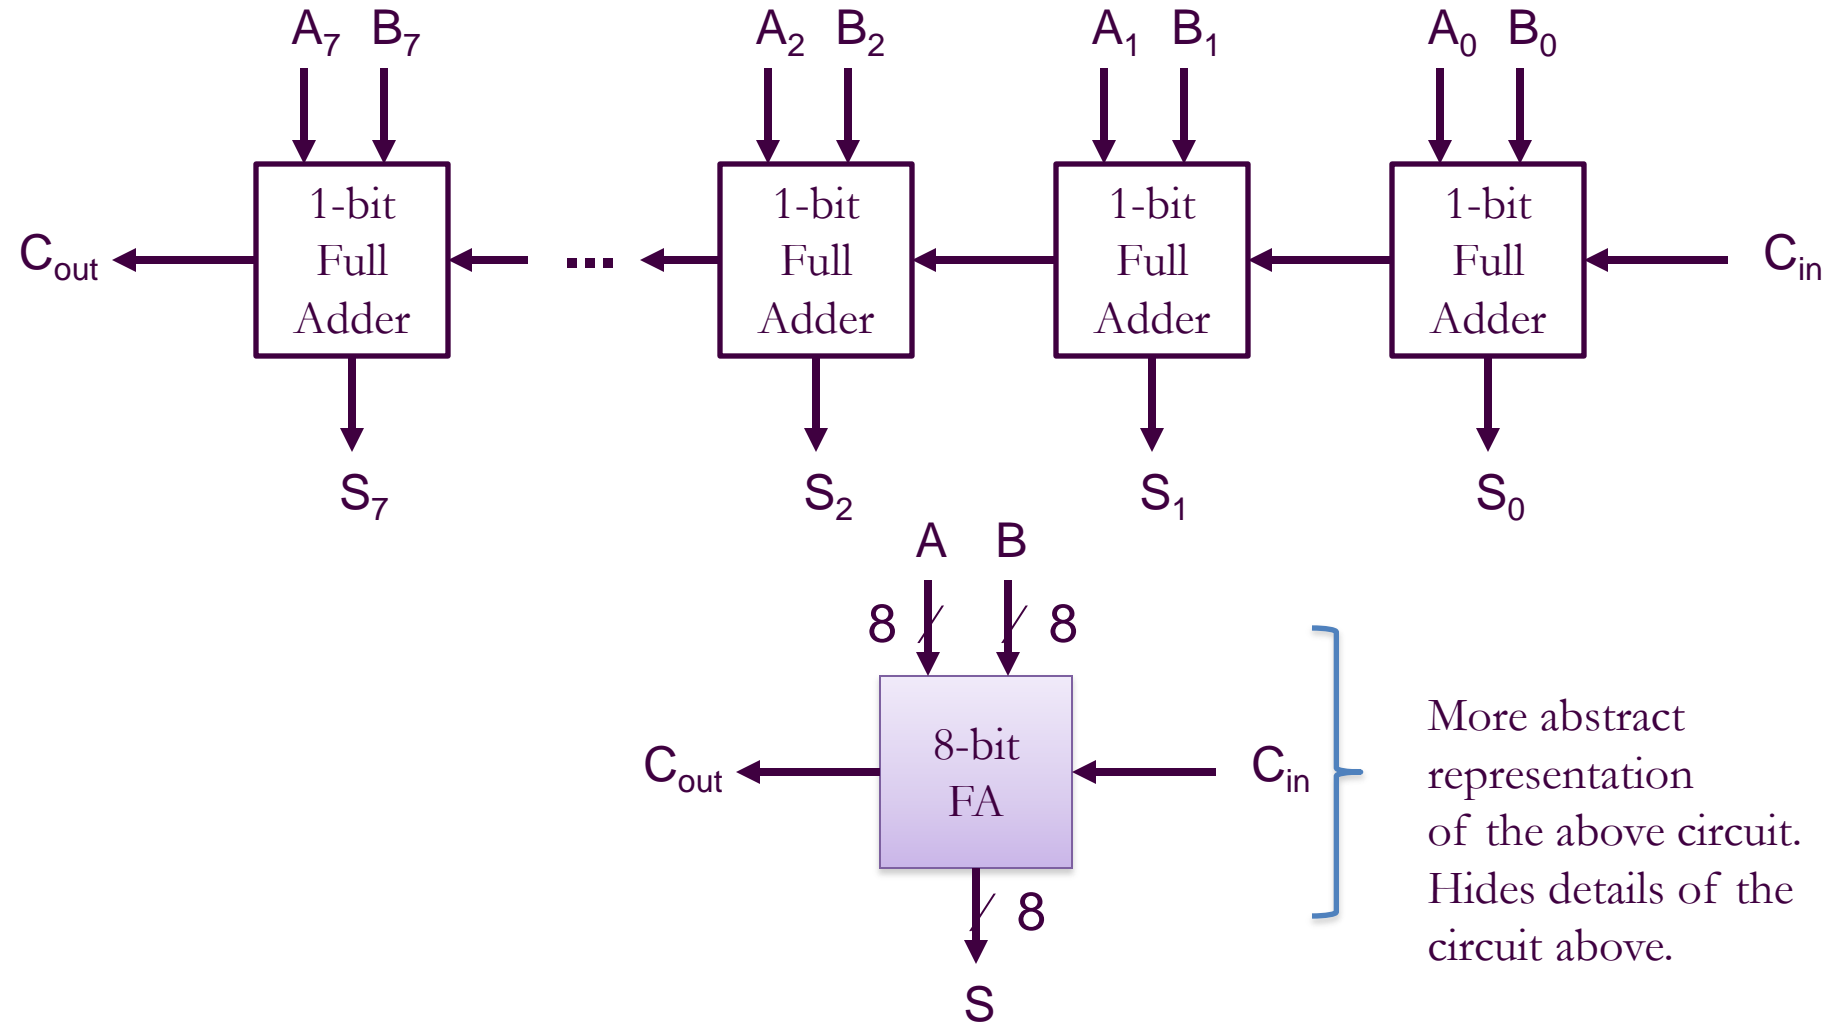 A7 B7 A2 B2 A1 B1 A0 B0
1-bit Full Adder
1-bit Full Adder
1-bit Full Adder
1-bit Full Adder
Cout ... Cin
S7 S2 S1 S0
A B
8 8
8-bit FA
Cout Cin
8
S
More abstract
representation
of the above circuit.
Hides details of the
circuit above.